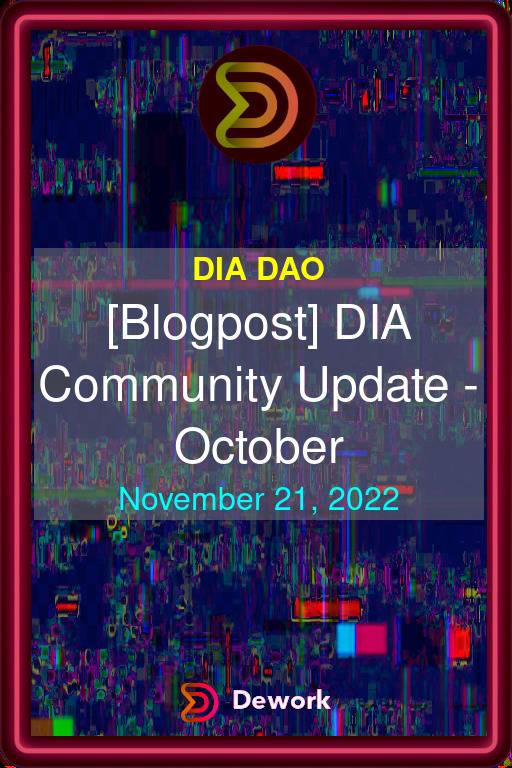 DIA DAO
[Blogpost] DIA
Community Update -
October
November 21, 2022
Dework